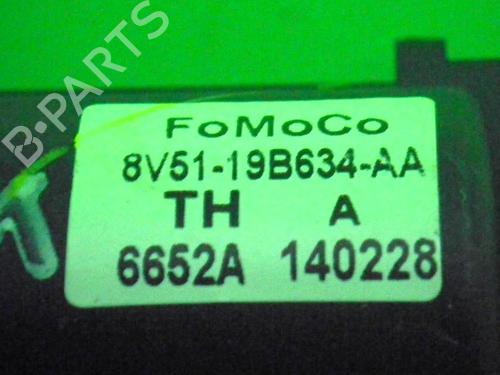 B-PARTS
FoMoCo
8V51-19B634-AA
TH A
6652A 140228